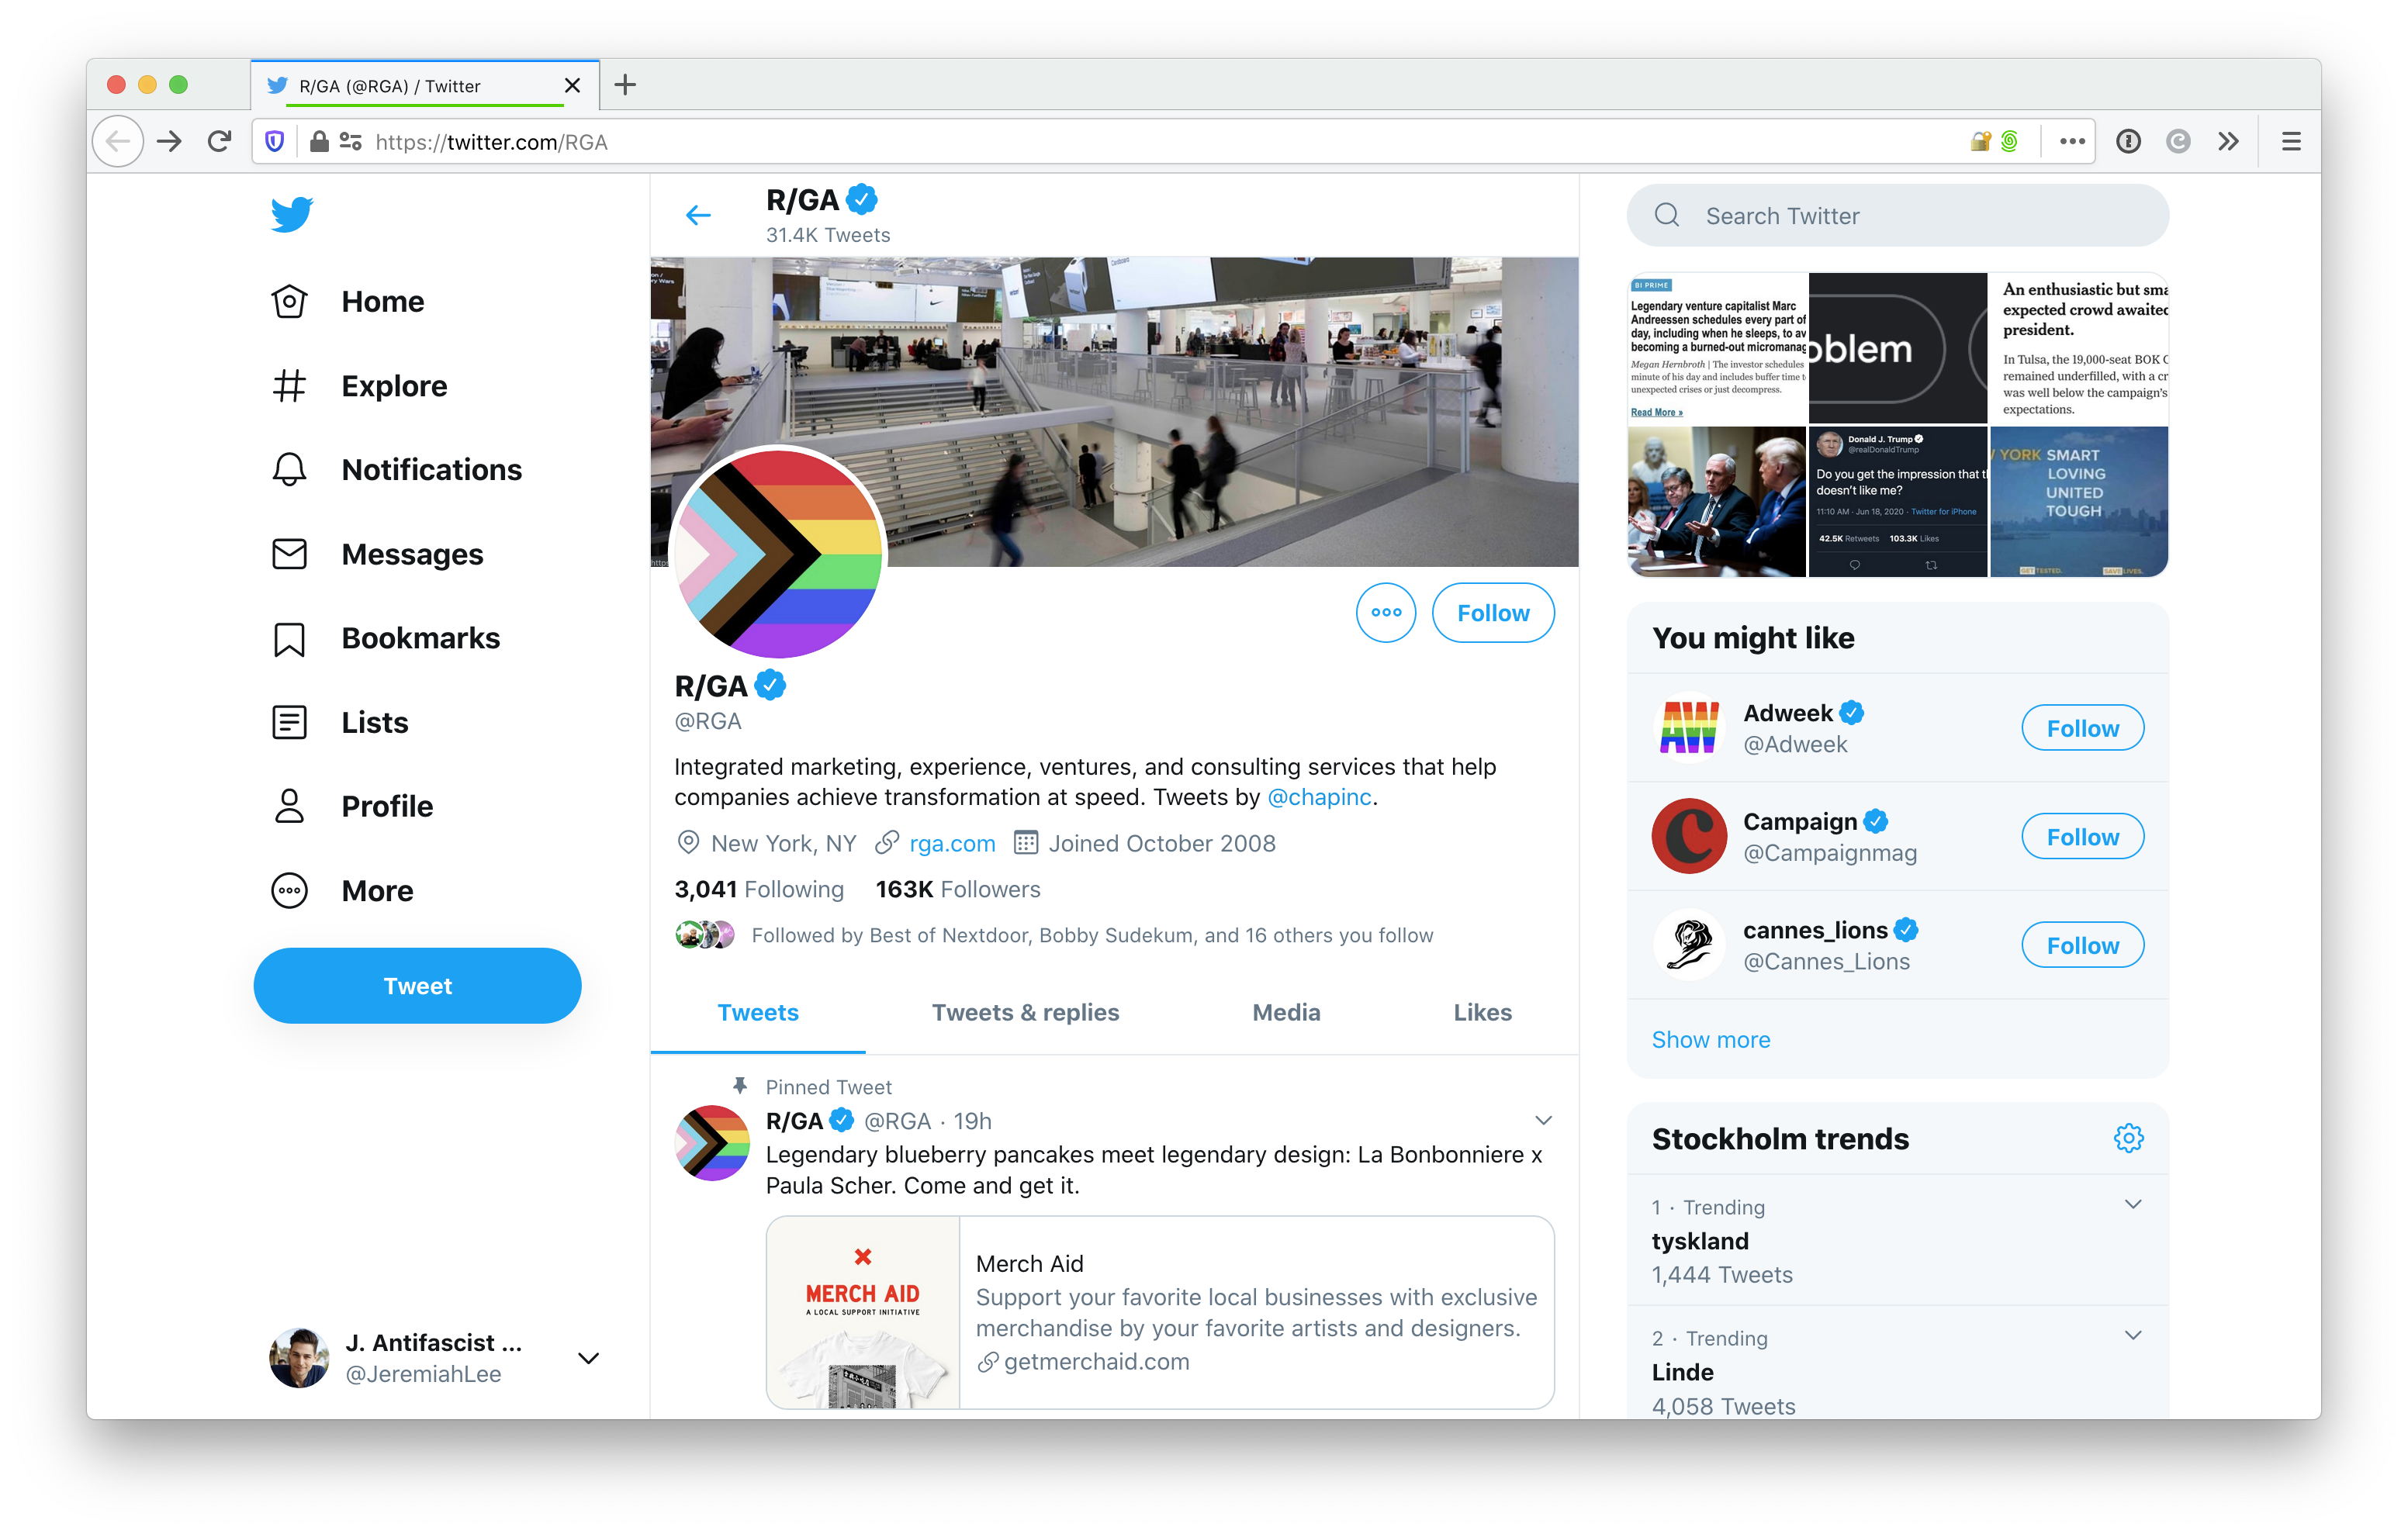 R/GA (@RGA) / Twitter
https://twitter.com/RGA
Home
Explore
Notifications
Messages
Bookmarks
Lists
Profile
More
Tweet
J. Antifascist ...
@JeremiahLee
R/GA
31.4K Tweets
Follow
R/GA
@RGA
Integrated marketing, experience, ventures, and consulting services that help
companies achieve transformation at speed. Tweets by @chapinc.
New York, NY rga.com Joined October 2008
3,041 Following 163K Followers
Followed by Best of Nextdoor, Bobby Sudekum, and 16 others you follow
Tweets Tweets & replies Media Likes
Pinned Tweet
R/GA @RGA · 19h
Legendary blueberry pancakes meet legendary design: La Bonbonniere x
Paula Scher. Come and get it.
MERCH AID
A LOCAL SUPPORT INITIATIVE
Merch Aid
Support your favorite local businesses with exclusive
merchandise by your favorite artists and designers.
getmerchaid.com
Search Twitter
BI PRIME
Legendary venture capitalist Marc
Andreessen schedules every part of
day, including when he sleeps, to av
becoming a burned-out micromanag
Megan Hernbroth | The investor schedules
minute of his day and includes buffer time t
unexpected crises or just decompress.
Read More »
oblem
An enthusiastic but sma
expected crowd awaited
president.
In Tulsa, the 19,000-seat BOK C
remained underfilled, with a cr
was well below the campaign's
expectations.
Donald J. Trump
@realDonaldTrump
Do you get the impression that t
doesn't like me?
11:10 AM · Jun 18, 2020 · Twitter for iPhone
42.5K Retweets 103.3K Likes
YORK SMART
LOVING
UNITED
TOUGH
GET TESTED. SAVE LIVES.
You might like
AW
Adweek
@Adweek
Follow
C
Campaign
@Campaignmag
Follow
cannes_lions
@Cannes_Lions
Follow
Show more
Stockholm trends
1 · Trending
tyskland
1,444 Tweets
2 · Trending
Linde
4,058 Tweets